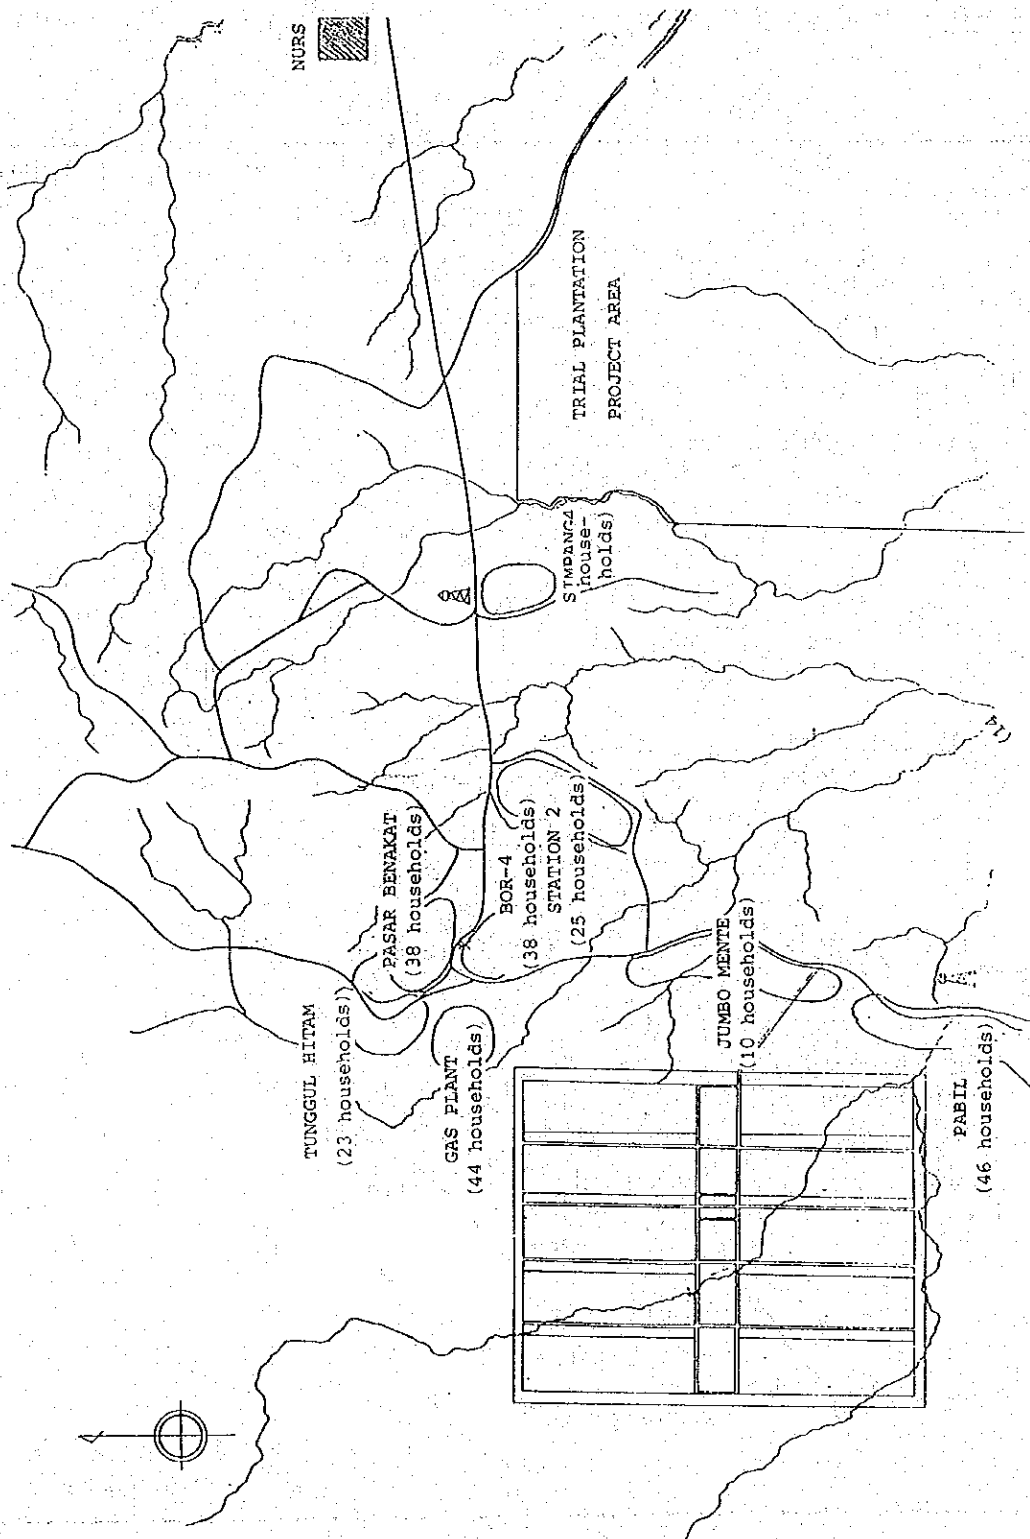 NURS
TRIAL PLANTATION
PROJECT AREA
house-
holds)
PASAR BENAKAT
(38 households)
BOR-4
(38 households)
STATION 2
(25 households)
TUNGGUL HITAM
(23 households))
GAS PLANT
(44 households)
JUMBO MENTE
(10 households)
PABIL
(46 households)